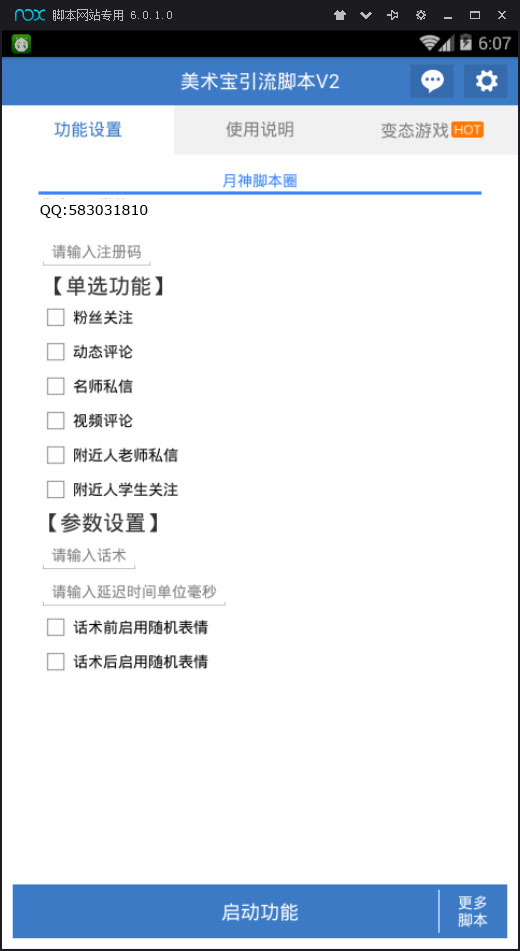 nox 脚本网站专用 6.0.1.0
6:07
美术宝引流脚本V2
功能设置 使用说明 变态游戏 HOT
月神脚本圈
QQ:583031810
请输入注册码
【单选功能】
粉丝关注
动态评论
名师私信
视频评论
附近人老师私信
附近人学生关注
【参数设置】
请输入话术
请输入延迟时间单位毫秒
话术前启用随机表情
话术后启用随机表情
启动功能
更多
脚本